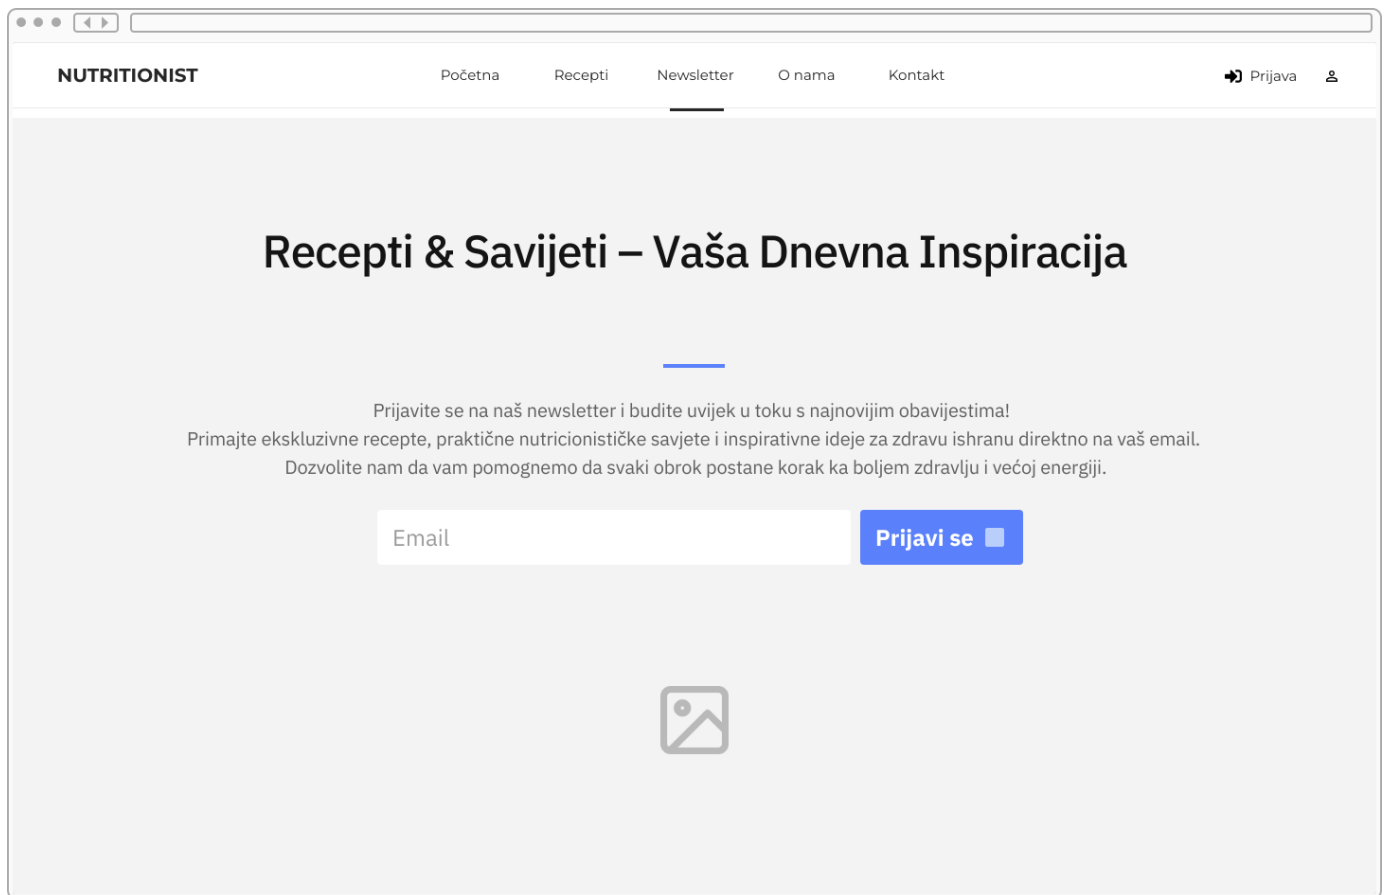 NUTRITIONIST
Početna
Recepti
Newsletter
O nama
Kontakt
Prijava
Recepti & Savijeti – Vaša Dnevna Inspiracija
Prijavite se na naš newsletter i budite uvijek u toku s najnovijim obavijestima!
Primajte ekskluzivne recepte, praktične nutricionističke savjete i inspirativne ideje za zdravu ishranu direktno na vaš email.
Dozvolite nam da vam pomognemo da svaki obrok postane korak ka boljem zdravlju i većoj energiji.
Email
Prijavi se